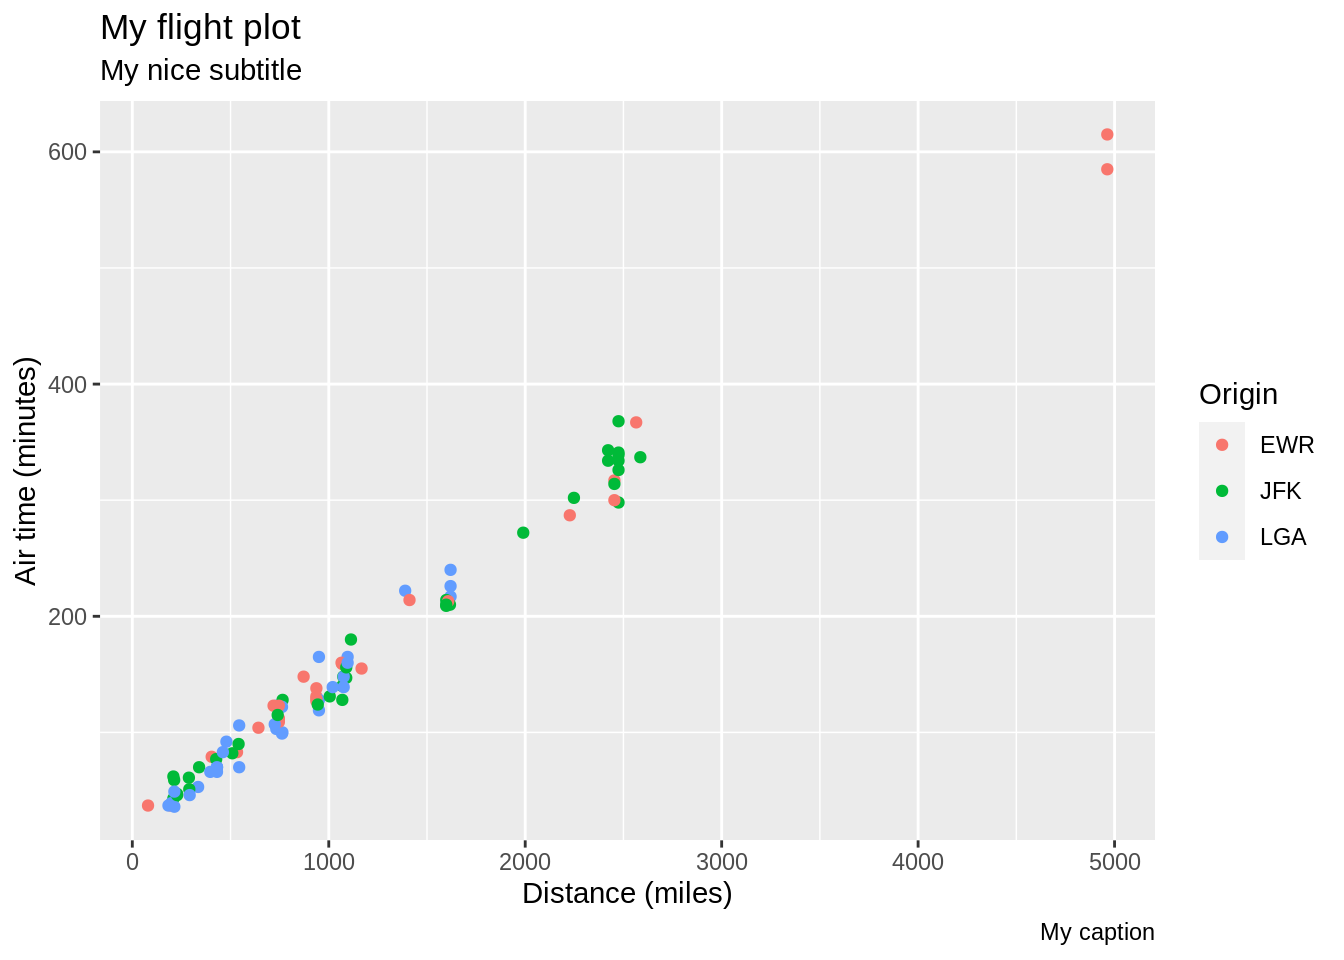 My flight plot
My nice subtitle
600
400
200
Air time (minutes)
0 1000 2000 3000 4000 5000
Distance (miles)
Origin
EWR
JFK
LGA
My caption